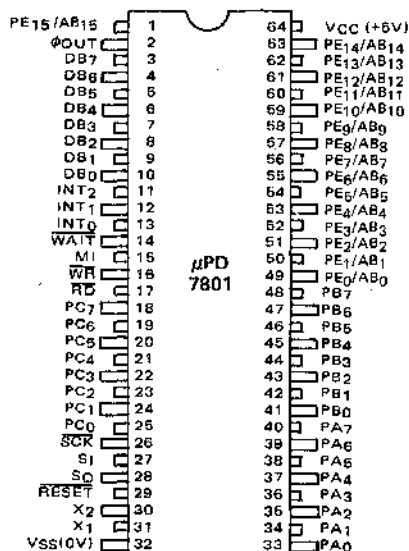 PE15/AB15 1 64 VCC (+5V)
ΦOUT 2 63 PE14/AB14
DB7 3 62 PE13/AB13
DB6 4 61 PE12/AB12
DB5 5 60 PE11/AB11
DB4 6 59 PE10/AB10
DB3 7 58 PE9/AB9
DB2 8 57 PE8/AB8
DB1 9 56 PE7/AB7
DB0 10 55 PE6/AB6
INT2 11 54 PE5/AB5
INT1 12 53 PE4/AB4
INT0 13 52 PE3/AB3
WAIT 14 51 PE2/AB2
MI 15 50 PE1/AB1
WR 16 49 PE0/AB0
μPD
7801
RD 17 48 PB7
PC7 18 47 PB6
PC6 19 46 PB5
PC5 20 45 PB4
PC4 21 44 PB3
PC3 22 43 PB2
PC2 23 42 PB1
PC1 24 41 PB0
PC0 25 40 PA7
SCK 26 39 PA6
SI 27 38 PA5
SO 28 37 PA4
RESET 29 36 PA3
X2 30 35 PA2
X1 31 34 PA1
VSS(0V) 32 33 PA0